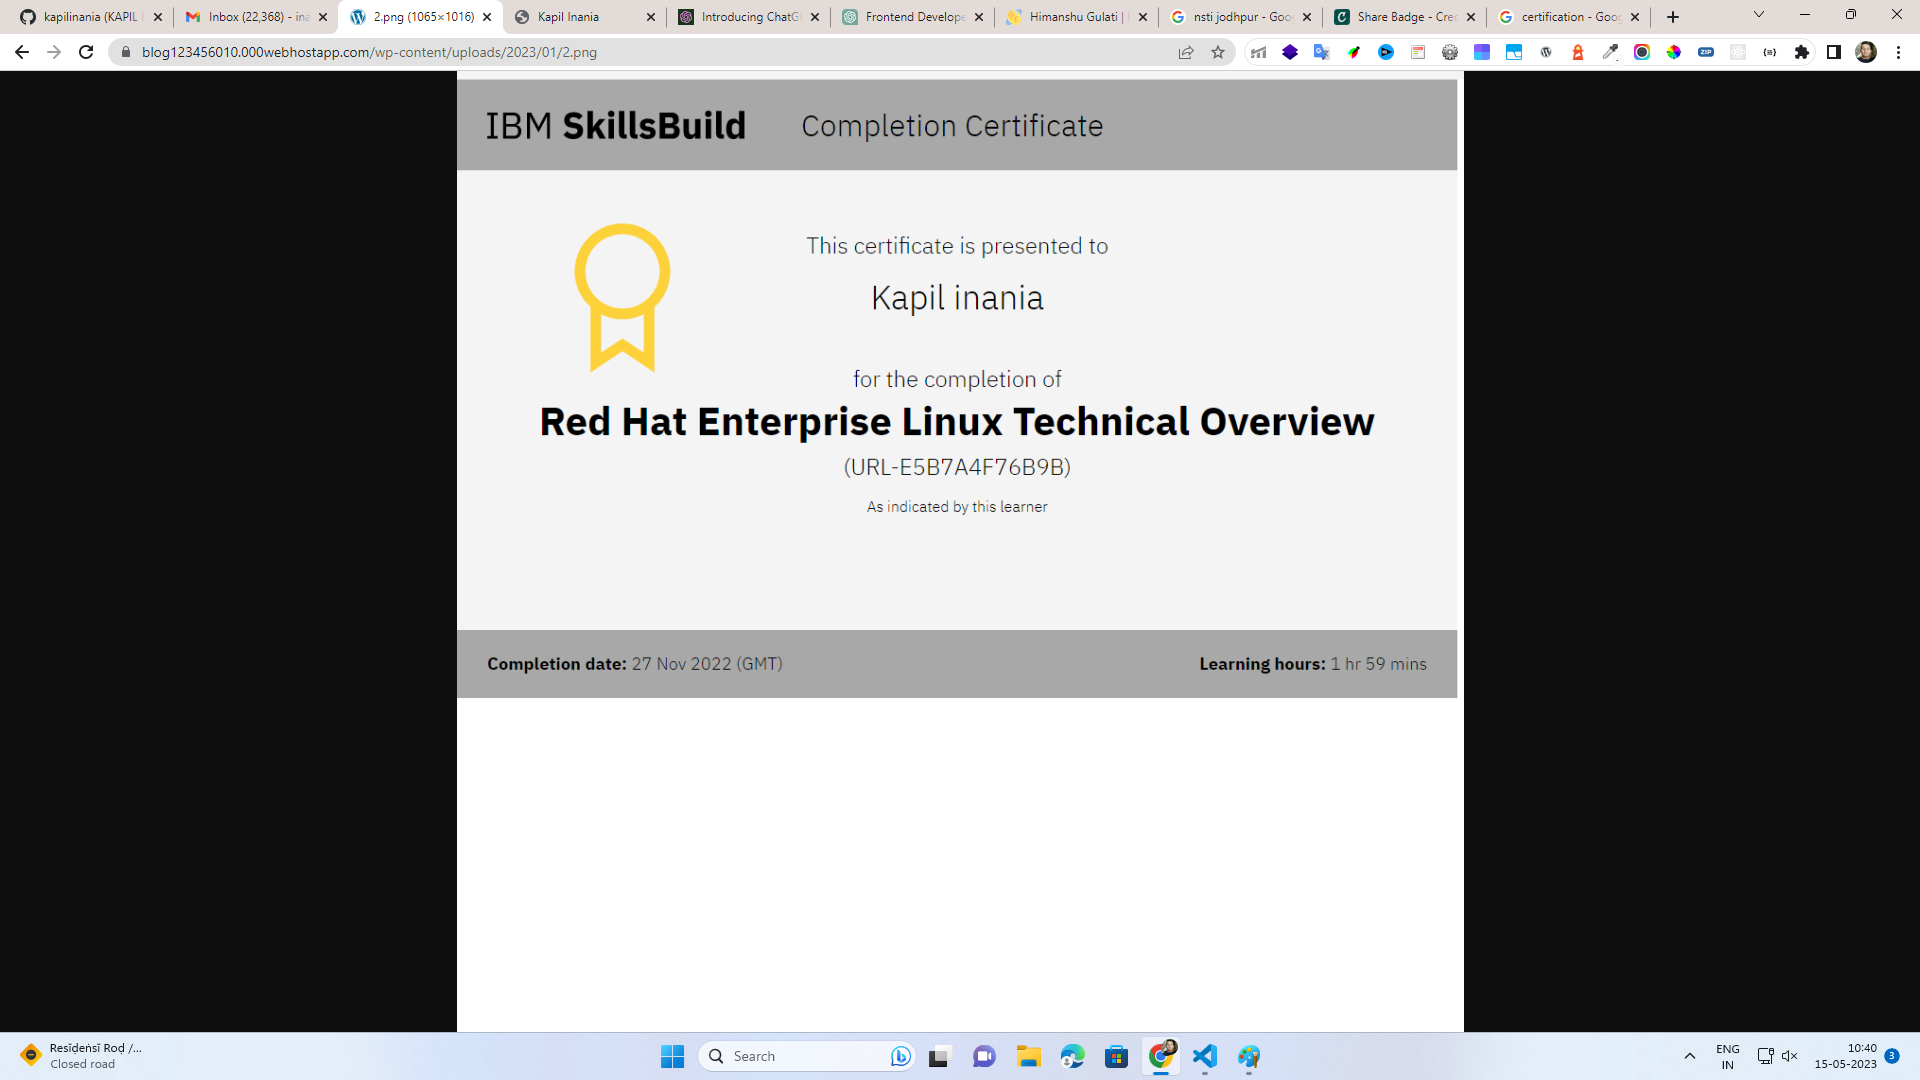 kapilinania (KAPIL
Inbox (22,368) - ina
2.png (1065×1016)
Kapil Inania
Introducing ChatG
Frontend Develope
Himanshu Gulati |
nsti jodhpur - Goo
Share Badge - Cre
certification - Goo
blog123456010.000webhostapp.com/wp-content/uploads/2023/01/2.png
IBM SkillsBuild Completion Certificate
This certificate is presented to
Kapil inania
for the completion of
Red Hat Enterprise Linux Technical Overview
(URL-E5B7A4F76B9B)
As indicated by this learner
Completion date: 27 Nov 2022 (GMT)
Learning hours: 1 hr 59 mins
Closed road
Search
ENG
IN
10:40
15-05-2023
3